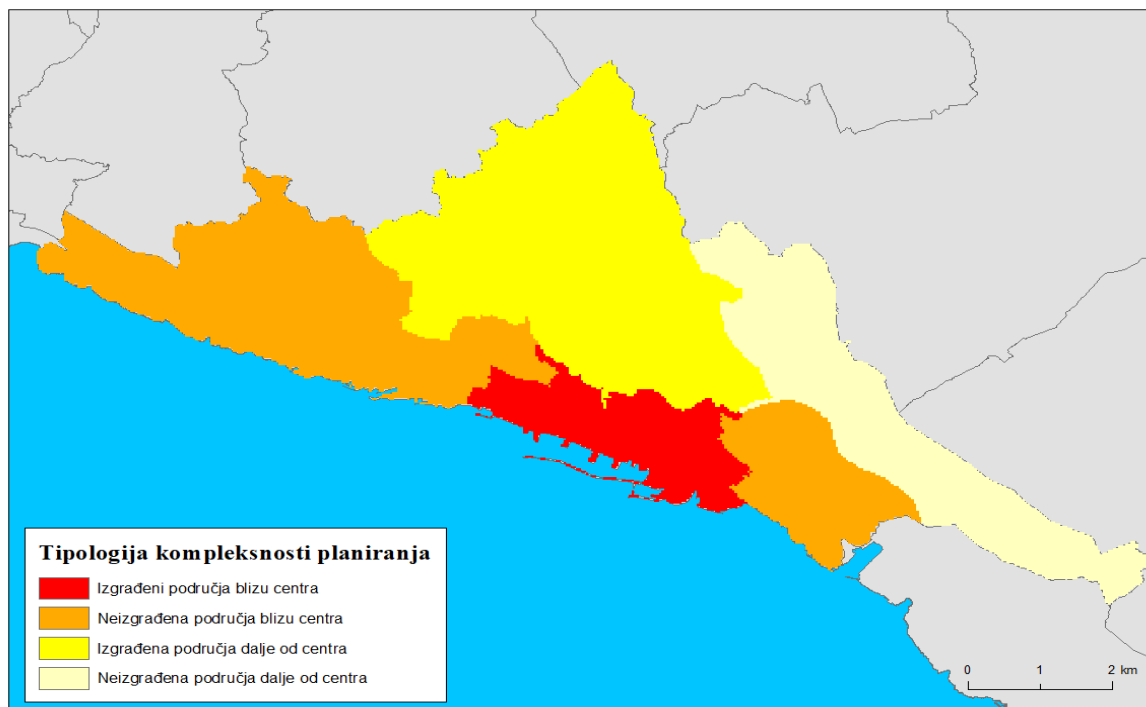 Tipologija kompleksnosti planiranja
Izgrađeni područja blizu centra
Neizgrađena područja blizu centra
Izgrađena područja dalje od centra
Neizgrađena područja dalje od centra
0 1 2 km